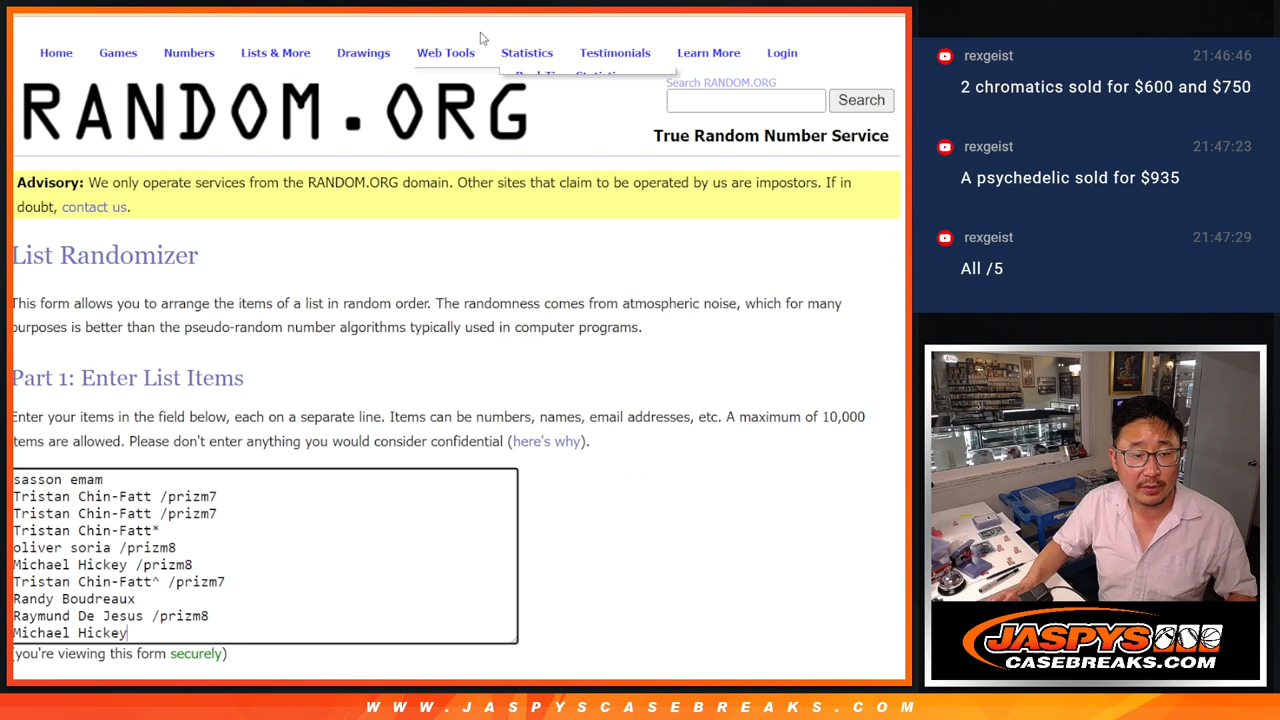 Home Games Numbers Lists & More Drawings Web Tools Statistics Testimonials Learn More Login
RANDOM.ORG
Search RANDOM.ORG
Search
True Random Number Service
Advisory: We only operate services from the RANDOM.ORG domain. Other sites that claim to be operated by us are impostors. If in
doubt, contact us.
List Randomizer
This form allows you to arrange the items of a list in random order. The randomness comes from atmospheric noise, which for many
purposes is better than the pseudo-random number algorithms typically used in computer programs.
Part 1: Enter List Items
Enter your items in the field below, each on a separate line. Items can be numbers, names, email addresses, etc. A maximum of 10,000
items are allowed. Please don't enter anything you would consider confidential (here's why).
sasson emam
Tristan Chin-Fatt /prizm7
Tristan Chin-Fatt /prizm7
Tristan Chin-Fatt*
oliver soria /prizm8
Michael Hickey /prizm8
Tristan Chin-Fatt^ /prizm7
Randy Boudreaux
Raymund De Jesus /prizm8
Michael Hickey
(you're viewing this form securely)
rexgeist 21:46:46
2 chromatics sold for $600 and $750
rexgeist 21:47:23
A psychedelic sold for $935
rexgeist 21:47:29
All /5
JASPYS
CASEBREAKS.COM
WWW.JASPYSCASEBREAKS.COM